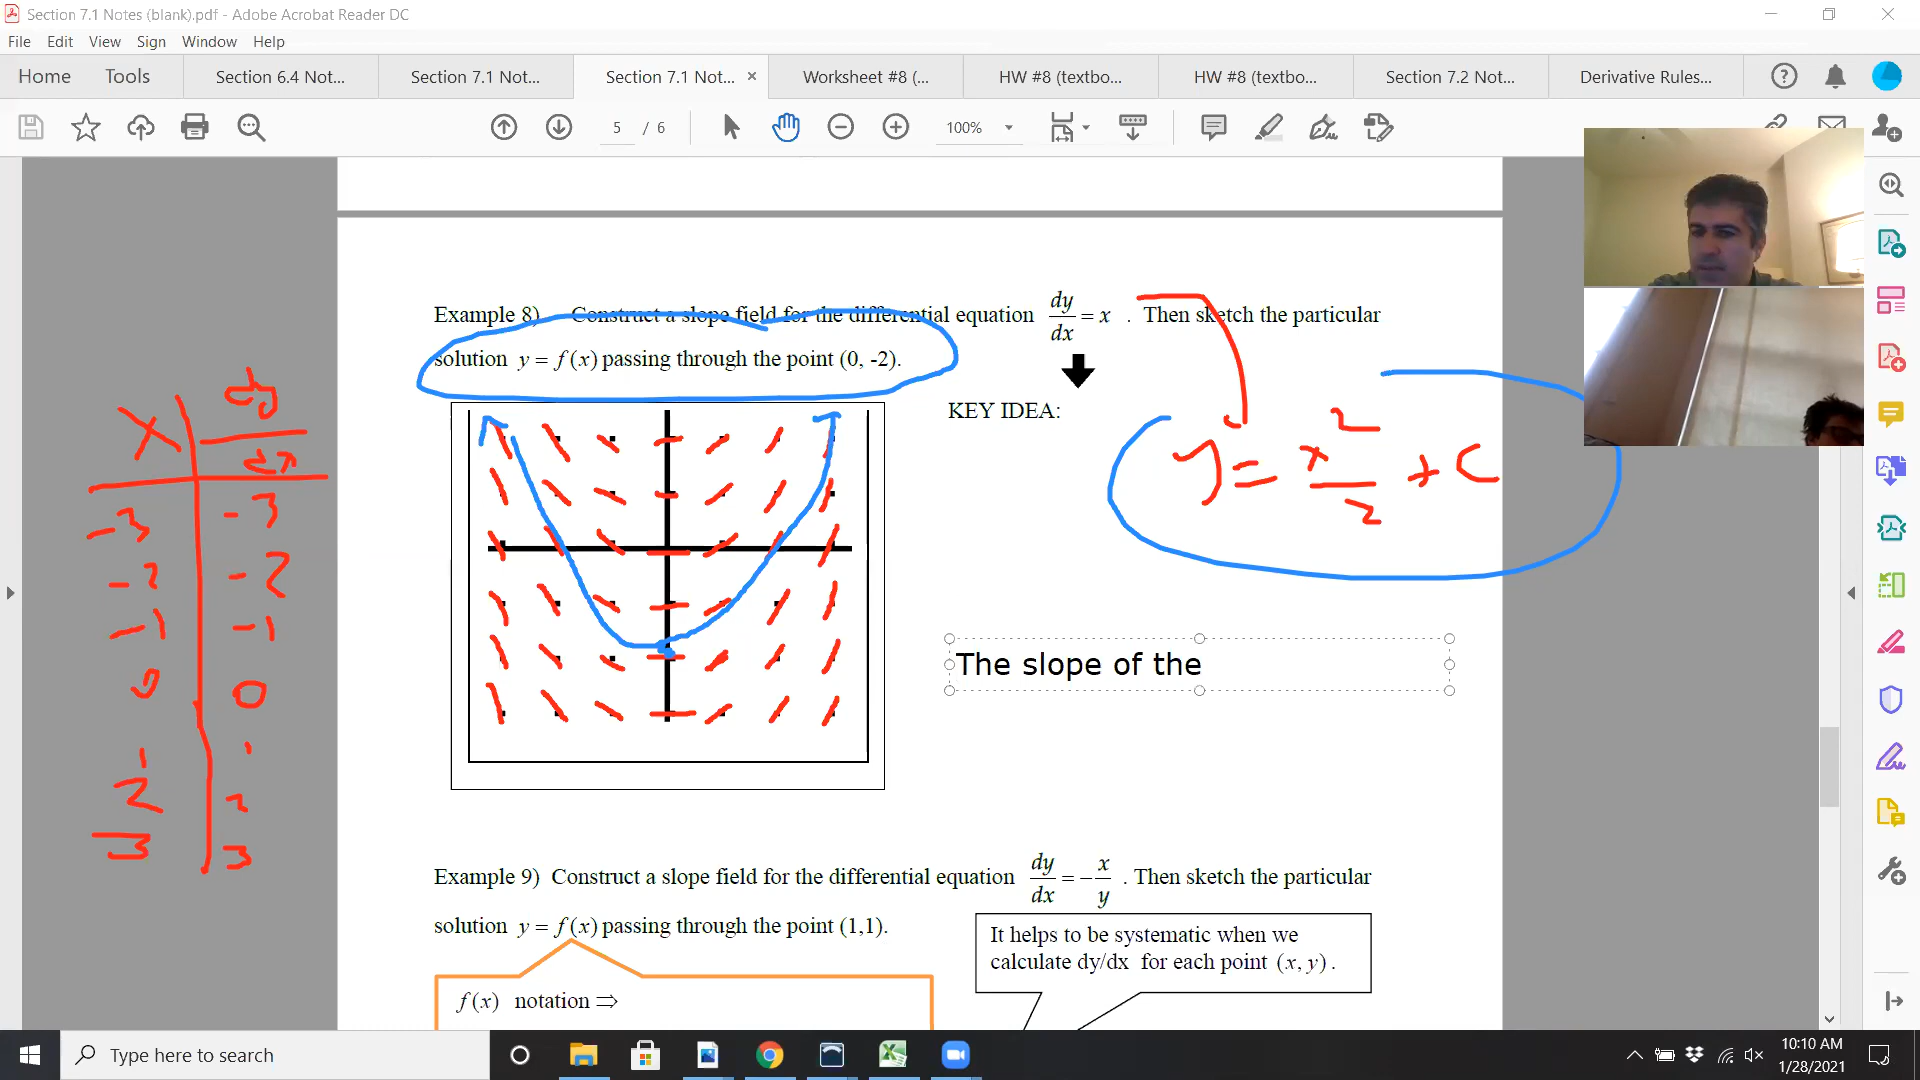 Section 7.1 Notes (blank).pdf - Adobe Acrobat Reader DC
File Edit View Sign Window Help
Home Tools Section 6.4 Not... Section 7.1 Not... Section 7.1 Not... × Worksheet #8 (... HW #8 (textbo... HW #8 (textbo... Section 7.2 Not... Derivative Rules...
5 / 6 100%
Example 8) Construct a slope field for the differential equation dy/dx = x . Then sketch the particular
solution y = f(x) passing through the point (0, -2).
KEY IDEA:
y = x²/2 + C
x dy/dx
-3 -3
-2 -2
-1 -1
0 0
1 1
2 2
3 3
The slope of the
Example 9) Construct a slope field for the differential equation dy/dx = -x/y . Then sketch the particular
solution y = f(x) passing through the point (1,1).
It helps to be systematic when we
calculate dy/dx for each point (x, y).
f(x) notation ⇒
Type here to search
10:10 AM
1/28/2021